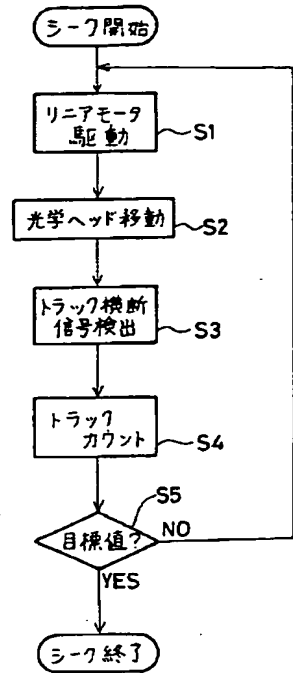 シーク開始
リニアモータ
駆動
S1
光学ヘッド移動
S2
トラック横断
信号検出
S3
トラック
カウント
S4
S5
目標値?
NO
YES
シーク終了